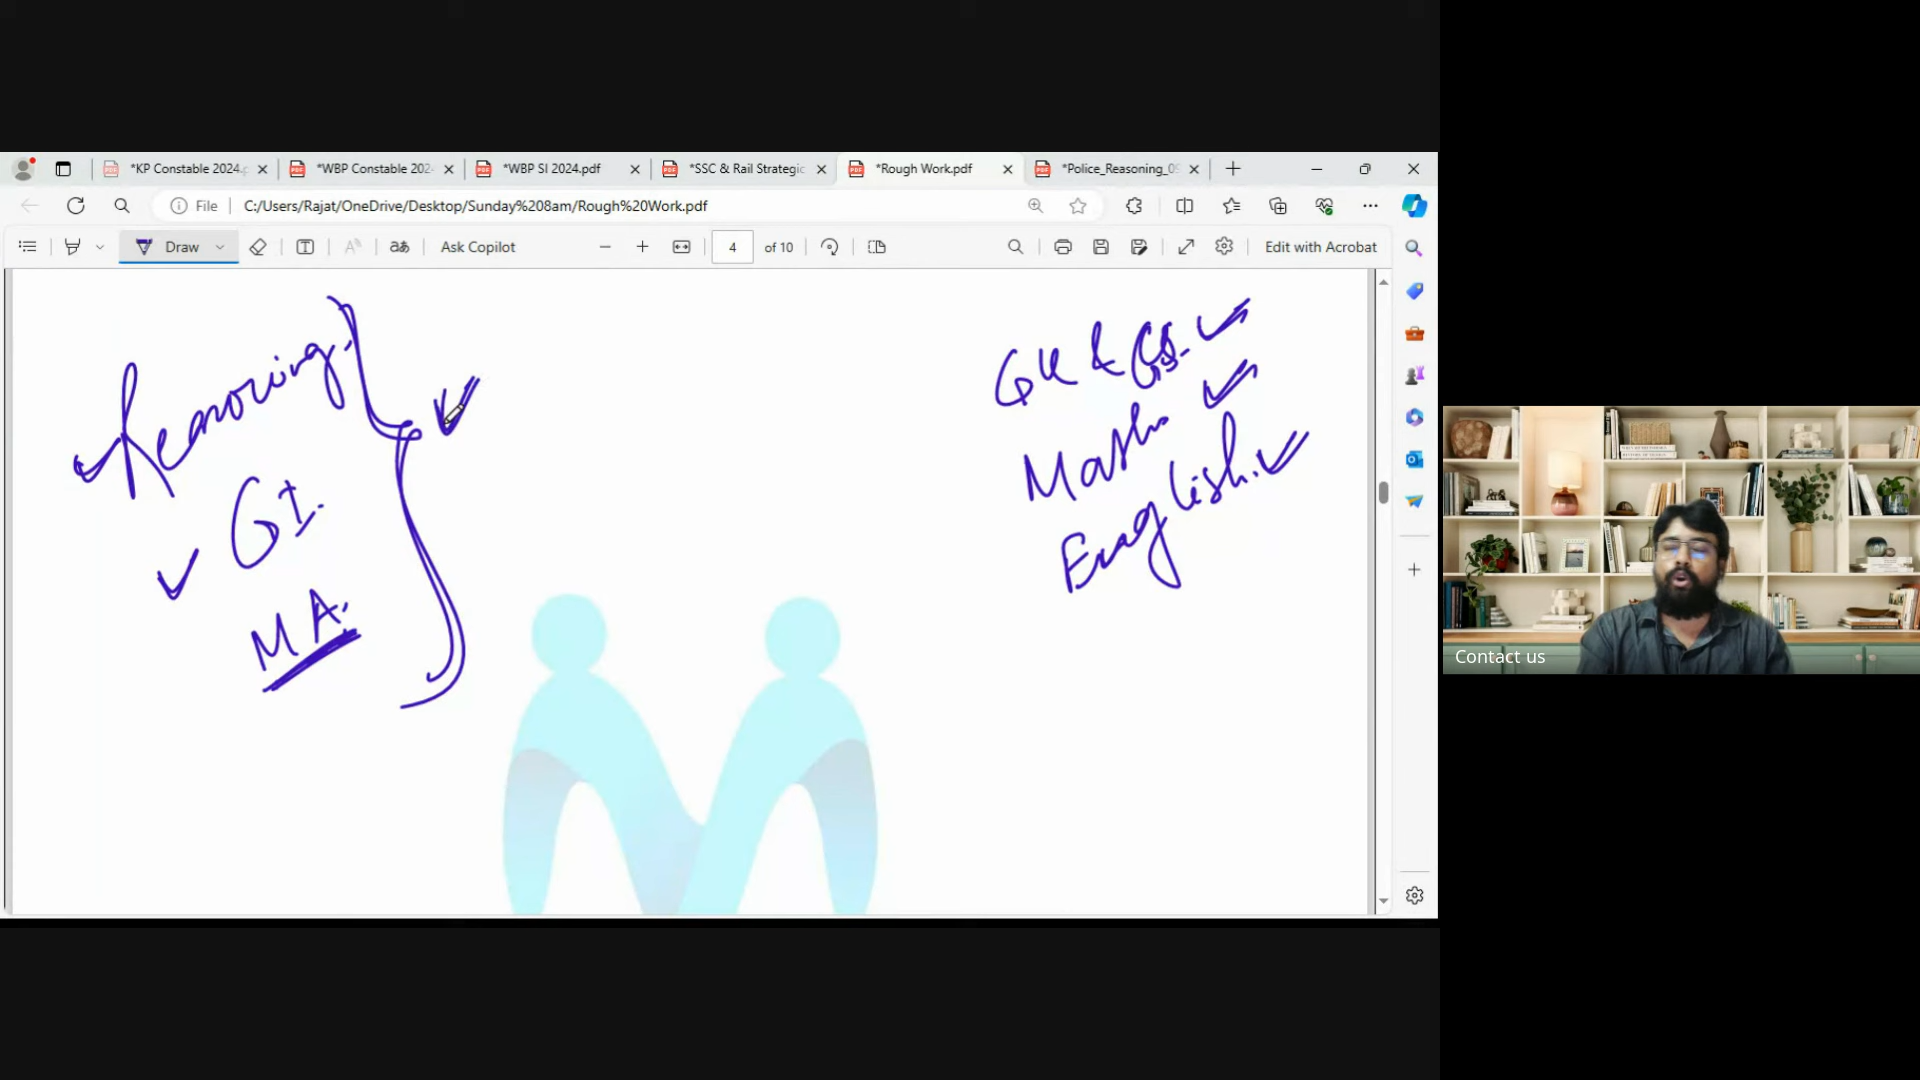 *KP Constable 2024.p
*WBP Constable 202
*WBP SI 2024.pdf
*SSC & Rail Strategic
*Rough Work.pdf
*Police_Reasoning_05
File
C:/Users/Rajat/OneDrive/Desktop/Sunday%208am/Rough%20Work.pdf
Draw
Ask Copilot
4 of 10
Edit with Acrobat
Reasoning.
GI.
MA.
GK & GS.
Maths
English.
Contact us